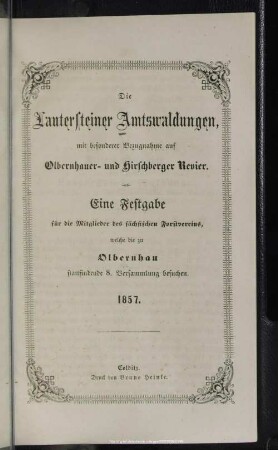 Die
Lautersteiner Amtswaldungen,
mit besonderer Bezugnahme auf
Olbernhauer- und Hirschberger Revier.
Eine Festgabe
für die Mitglieder des sächsischen Forstvereins,
welche die zu
Olbernhau
stattfindende 8. Versammlung besuchen.
1857.
Colditz.
Druck von Bruno Heinke.